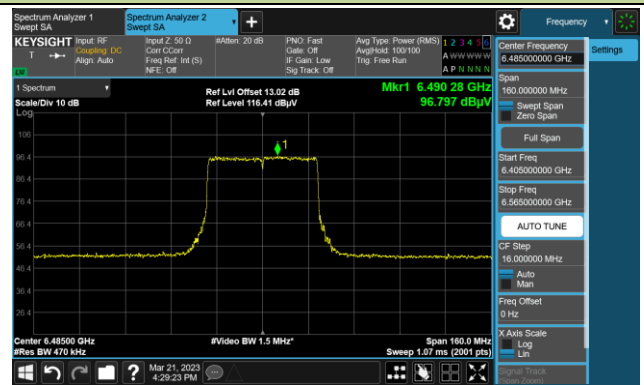 Spectrum Analyzer 1
Swept SA
Spectrum Analyzer 2
Swept SA
Frequency
KEYSIGHT
Input: RF
Coupling: DC
Align: Auto
Input Z: 50 Ω
Corr CCorr
Freq Ref: Int (S)
NFE: Off
#Atten: 20 dB
PNO: Fast
Gate: Off
IF Gain: Low
Sig Track: Off
Avg Type: Power (RMS)
Avg|Hold: 100/100
Trig: Free Run
1 2 3 4 5 6
A W W W W W
A P N N N N
1 Spectrum
Scale/Div 10 dB
Log
Ref Lvl Offset 13.02 dB
Ref Level 116.41 dBµV
Mkr1 6.490 28 GHz
96.797 dBµV
1
106
96.4
86.4
76.4
66.4
56.4
46.4
36.4
26.4
Center 6.48500 GHz
#Res BW 470 kHz
#Video BW 1.5 MHz*
Span 160.0 MHz
Sweep 1.07 ms (2001 pts)
Mar 21, 2023
4:29:23 PM
Center Frequency
6.485000000 GHz
Settings
Span
160.000000 MHz
Swept Span
Zero Span
Full Span
Start Freq
6.405000000 GHz
Stop Freq
6.565000000 GHz
AUTO TUNE
CF Step
16.000000 MHz
Auto
Man
Freq Offset
0 Hz
X Axis Scale
Log
Lin
Signal Track
(Span Zoom)